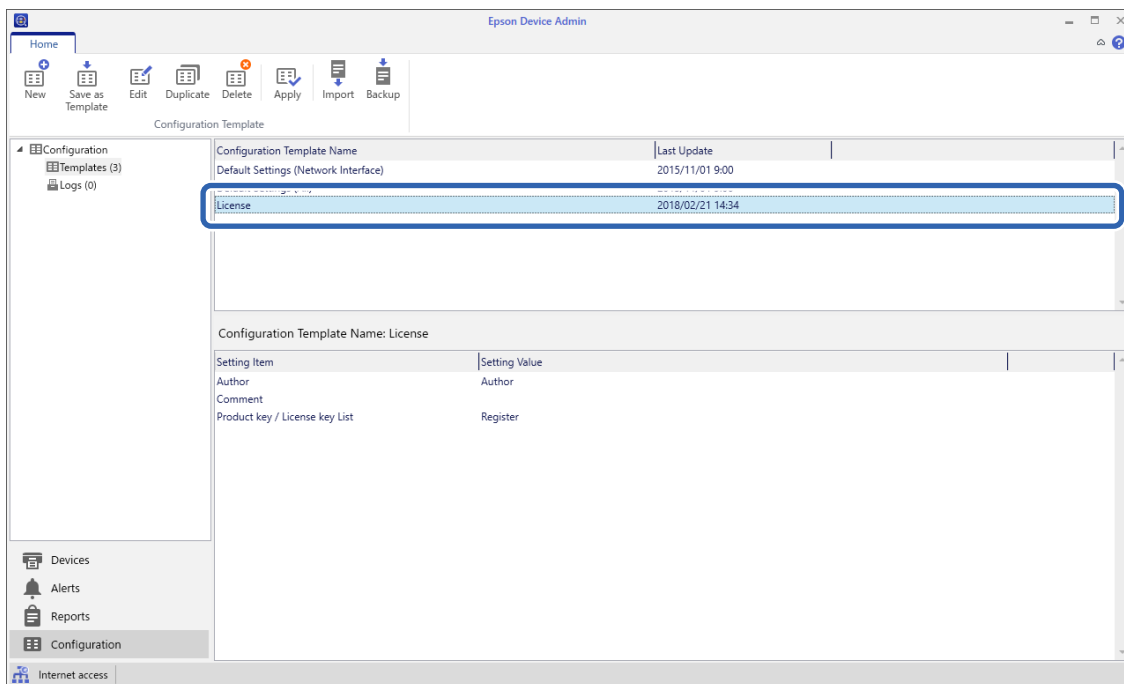 Epson Device Admin
Home
New
Save as
Template
Edit
Duplicate
Delete
Apply
Import
Backup
Configuration Template
Configuration
Templates (3)
Logs (0)
Configuration Template Name Last Update
Default Settings (Network Interface) 2015/11/01 9:00
License 2018/02/21 14:34
Configuration Template Name: License
Setting Item Setting Value
Author Author
Comment
Product key / License key List Register
Devices
Alerts
Reports
Configuration
Internet access